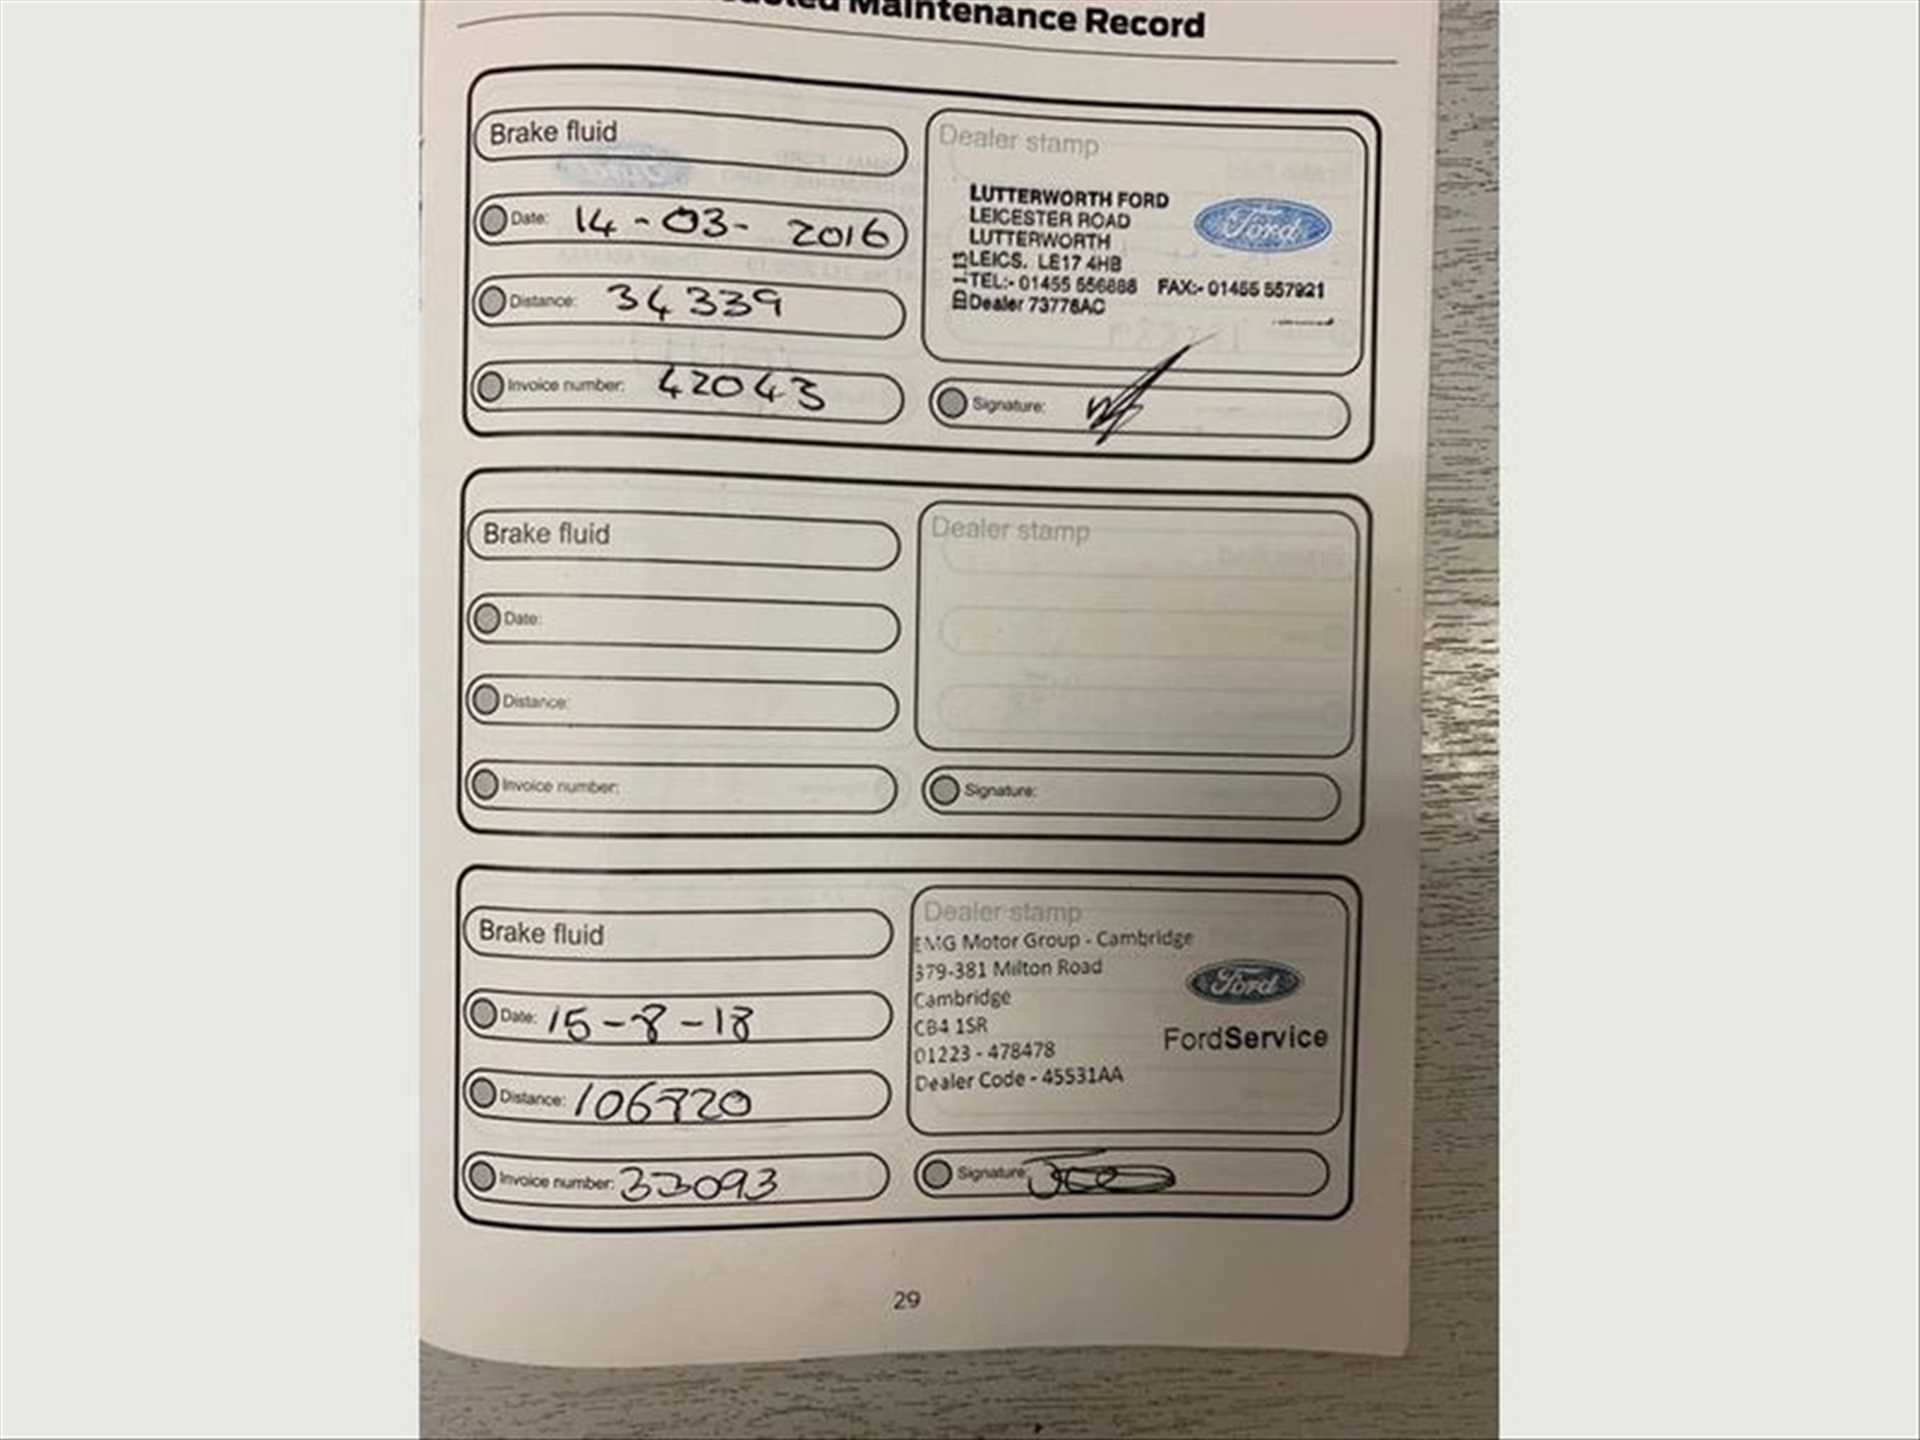 Maintenance Record
Brake fluid
Date: 14-03-2016
Distance: 34339
Invoice number: 42043
Dealer stamp
LUTTERWORTH FORD
LEICESTER ROAD
LUTTERWORTH
LEICS. LE17 4HB
TEL:- 01455 556688 FAX:- 01455 557921
Dealer 73778AC
Ford
Signature:
Brake fluid
Date:
Distance:
Invoice number:
Dealer stamp
Signature:
Brake fluid
Date: 15-8-18
Distance: 106720
Invoice number: 33093
Dealer stamp
EMG Motor Group - Cambridge
379-381 Milton Road
Cambridge
CB4 1SR
01223 - 478478
Dealer Code - 45531AA
Ford
FordService
Signature:
29